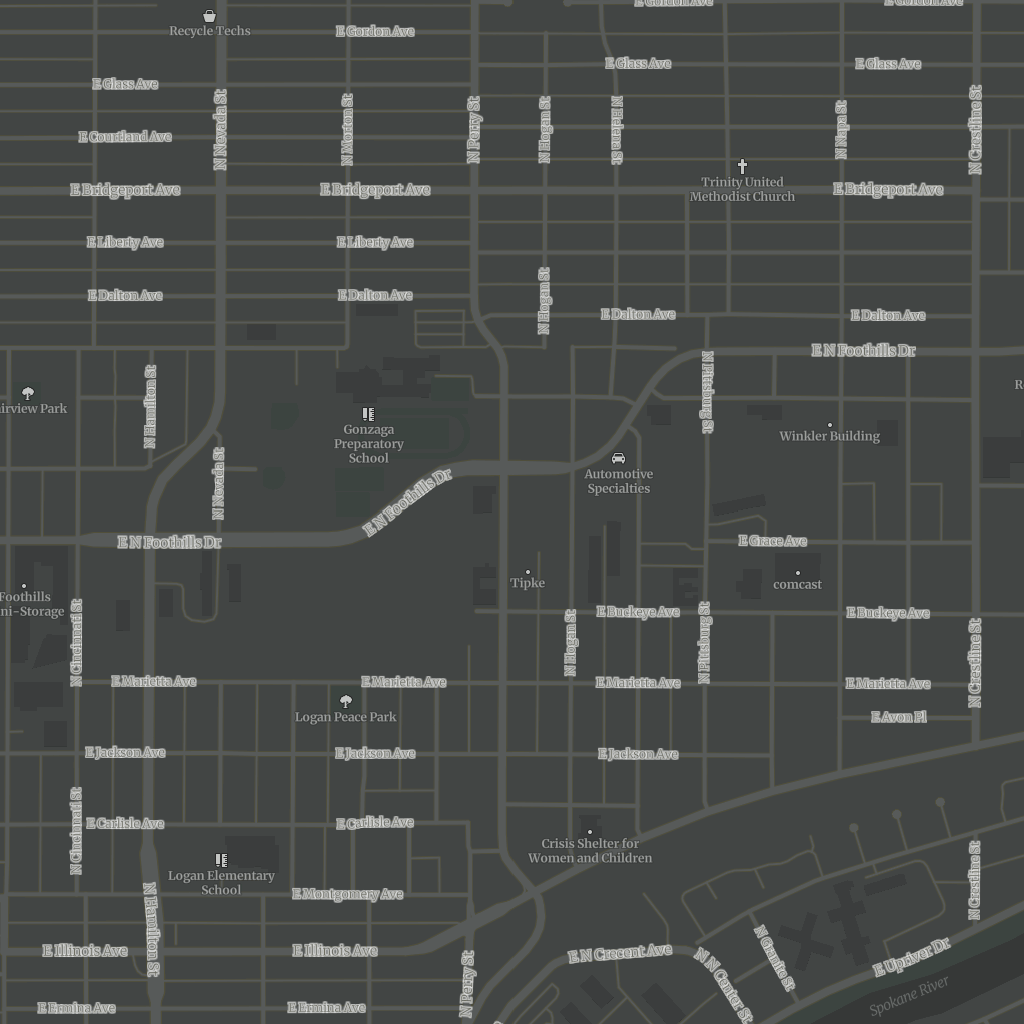 E Gordon Ave
E Gordon Ave
Recycle Techs
E Gordon Ave
E Glass Ave
E Glass Ave
E Glass Ave
N Nevada St
N Morton St
N Perry St
N Hogan St
N Helena St
N Napa St
N Crestline St
E Courtland Ave
Trinity United
Methodist Church
E Bridgeport Ave
E Bridgeport Ave
E Bridgeport Ave
E Liberty Ave
E Liberty Ave
E Dalton Ave
E Dalton Ave
N Hogan St
E Dalton Ave
E Dalton Ave
E N Foothills Dr
N Hamilton St
N Pittsburg St
irview Park
Gonzaga
Preparatory
School
Winkler Building
N Nevada St
Automotive
Specialties
E N Foothills Dr
E N Foothills Dr
E Grace Ave
Tipke
comcast
Foothills
ni-Storage
N Cincinnati St
E Buckeye Ave
E Buckeye Ave
N Hogan St
N Pittsburg St
N Crestline St
E Marietta Ave
E Marietta Ave
E Marietta Ave
E Marietta Ave
Logan Peace Park
E Avon Pl
E Jackson Ave
E Jackson Ave
E Jackson Ave
N Cincinnati St
E Carlisle Ave
E Carlisle Ave
Crisis Shelter for
Women and Children
Logan Elementary
School
N Crestline St
E Montgomery Ave
N Hamilton St
E Illinois Ave
E Illinois Ave
N Perry St
E N Crecent Ave
N N Center St
N Granite St
E Upriver Dr
Spokane River
E Ermina Ave
E Ermina Ave